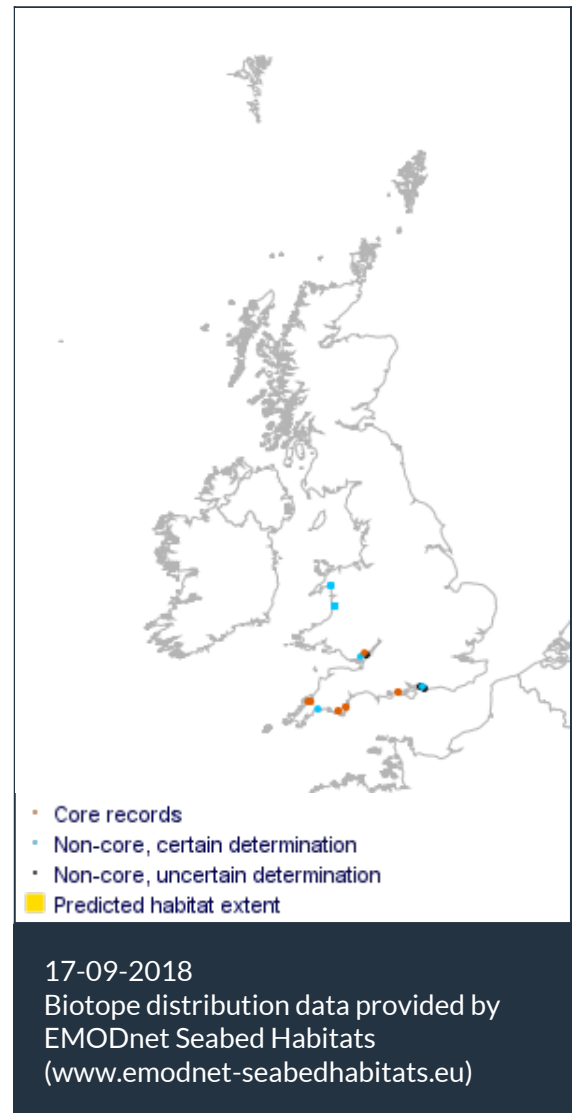 Core records
Non-core, certain determination
Non-core, uncertain determination
Predicted habitat extent
17-09-2018
Biotope distribution data provided by
EMODnet Seabed Habitats
(www.emodnet-seabedhabitats.eu)